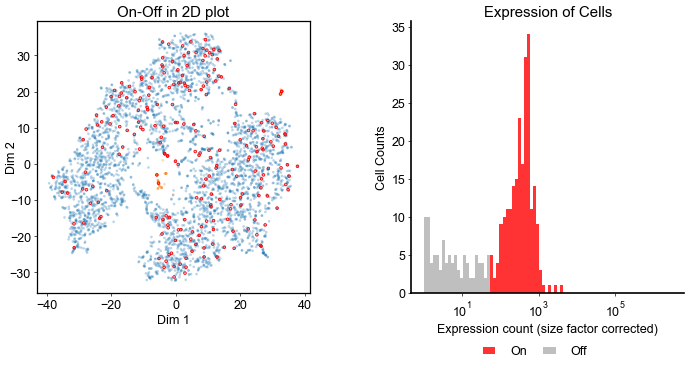 On-Off in 2D plot
Expression of Cells
30
20
10
0
−10
−20
−30
Dim 2
−40
−20
0
20
40
Dim 1
35
30
25
20
15
10
5
0
Cell Counts
10^1
10^3
10^5
Expression count (size factor corrected)
On
Off